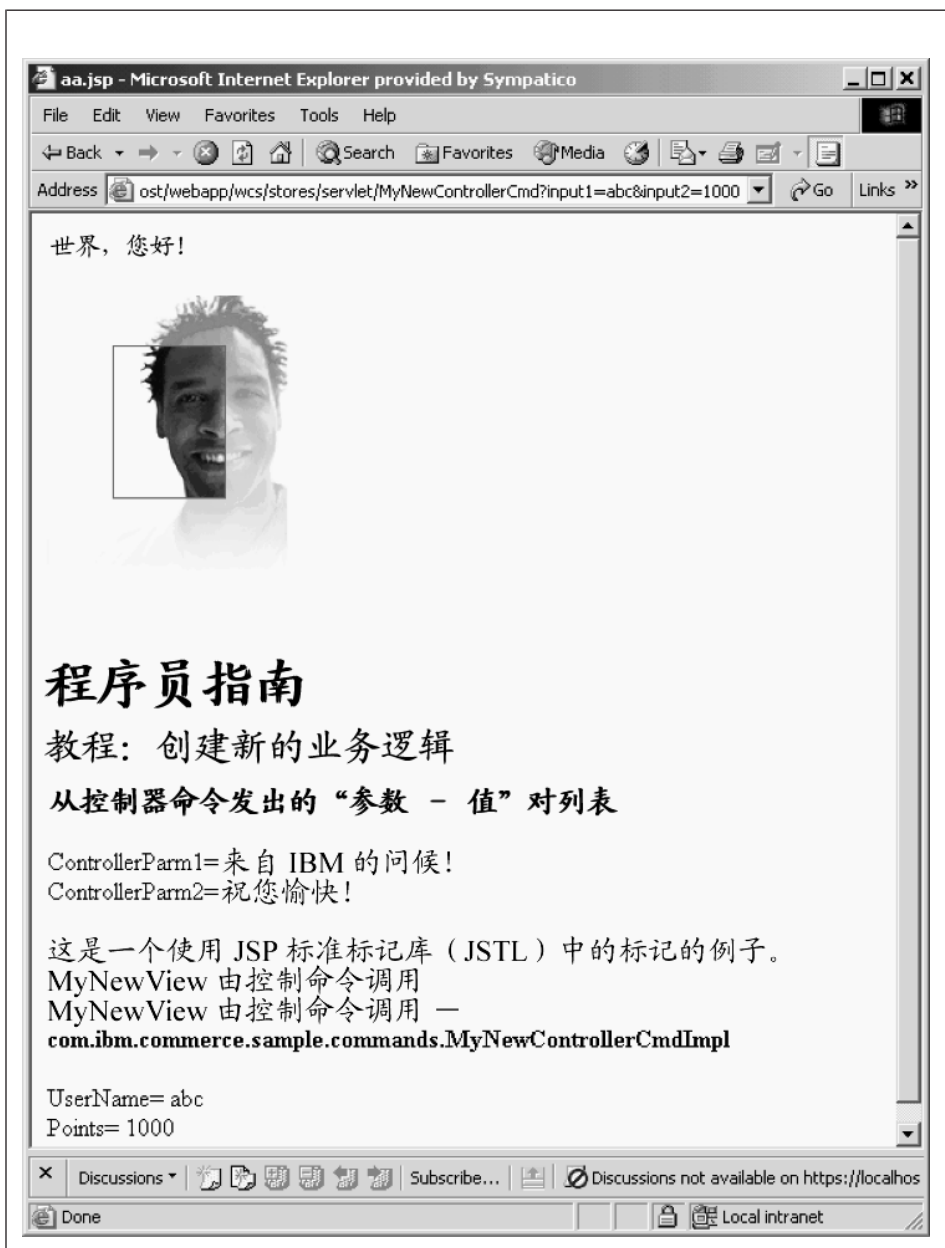 aa.jsp - Microsoft Internet Explorer provided by Sympatico
File Edit View Favorites Tools Help
Back Search Favorites Media
Address ost/webapp/wcs/stores/servlet/MyNewControllerCmd?input1=abc&input2=1000 Go Links »
世界，您好！
程序员指南
教程：创建新的业务逻辑
从控制器命令发出的“参数 － 值”对列表
ControllerParm1=来自 IBM 的问候！
ControllerParm2=祝您愉快！
这是一个使用 JSP 标准标记库（JSTL）中的标记的例子。
MyNewView 由控制命令调用
MyNewView 由控制命令调用 －
com.ibm.commerce.sample.commands.MyNewControllerCmdImpl
UserName= abc
Points= 1000
Discussions Subscribe... Discussions not available on https://localhos
Done Local intranet